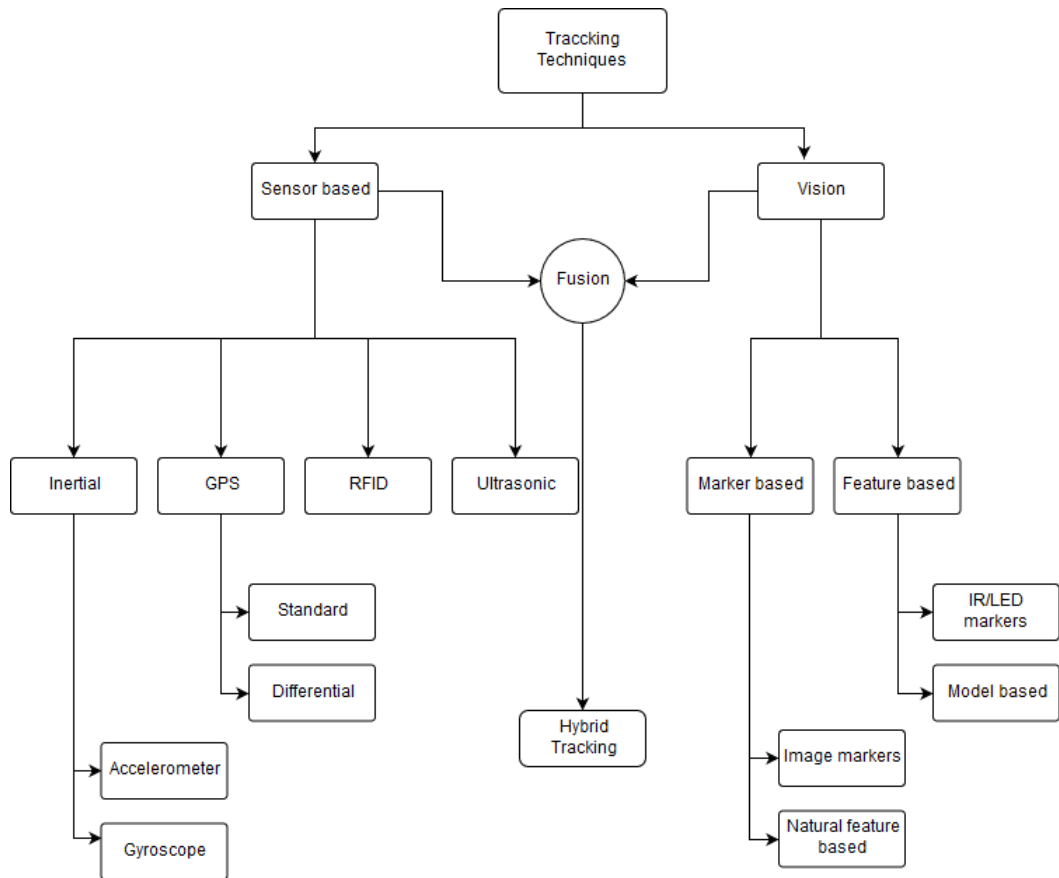 Traccking
Techniques
Sensor based
Vision
Fusion
Inertial
GPS
RFID
Ultrasonic
Marker based
Feature based
Standard
IR/LED
markers
Differential
Model based
Hybrid
Tracking
Accelerometer
Image markers
Gyroscope
Natural feature
based